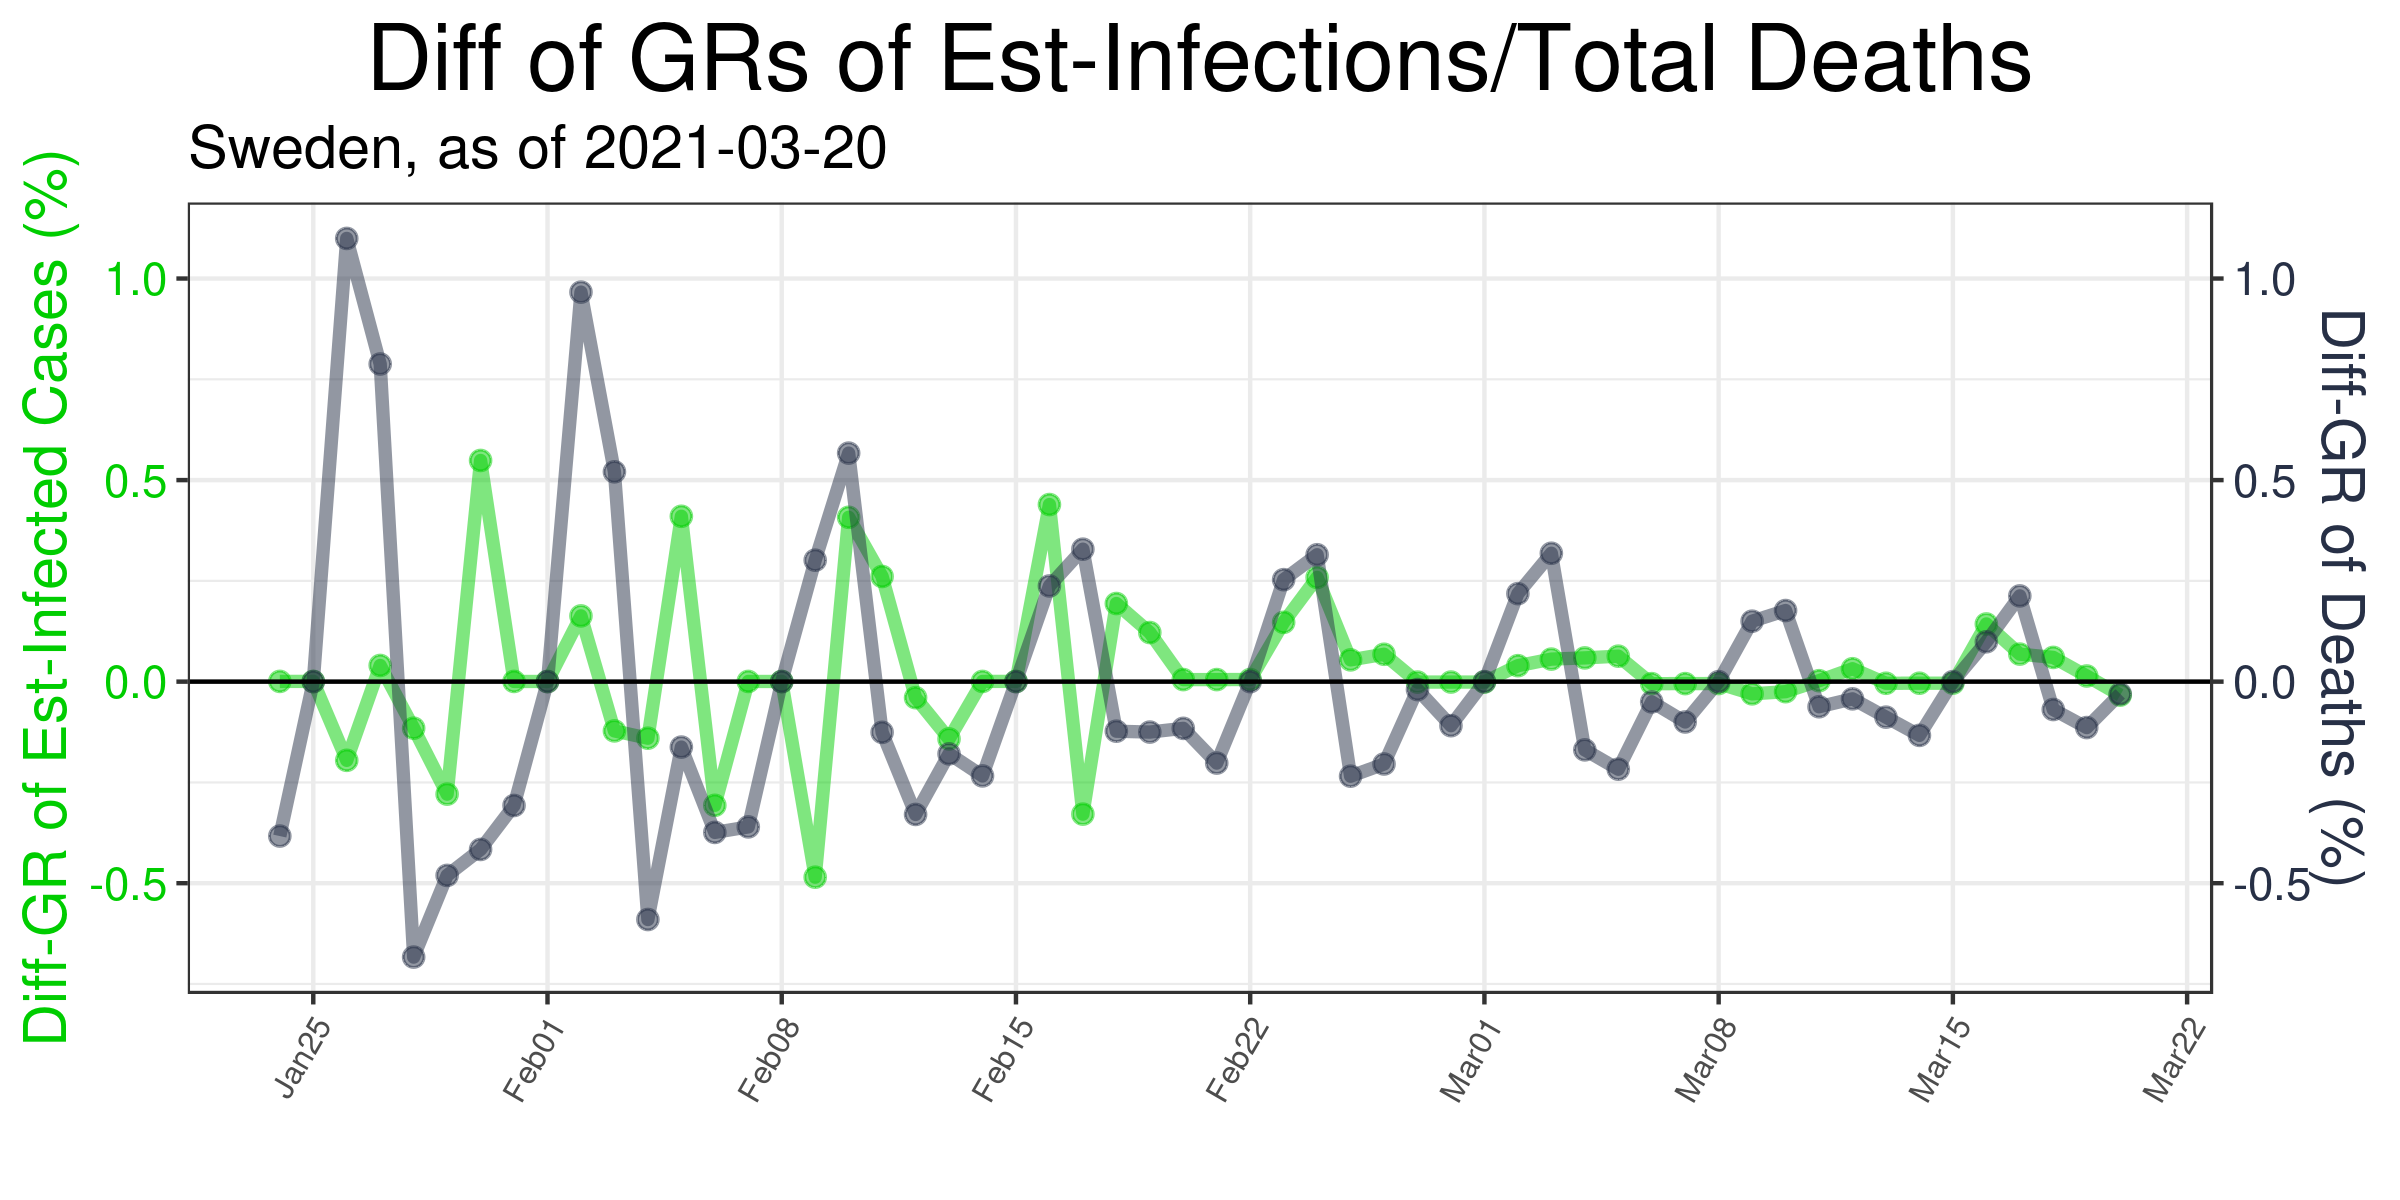 Diff of GRs of Est-Infections/Total Deaths
Sweden, as of 2021-03-20
Diff-GR of Est-Infected Cases (%)
1.0
0.5
0.0
-0.5
1.0
0.5
0.0
-0.5
Diff-GR of Deaths (%)
Jan25
Feb01
Feb08
Feb15
Feb22
Mar01
Mar08
Mar15
Mar22